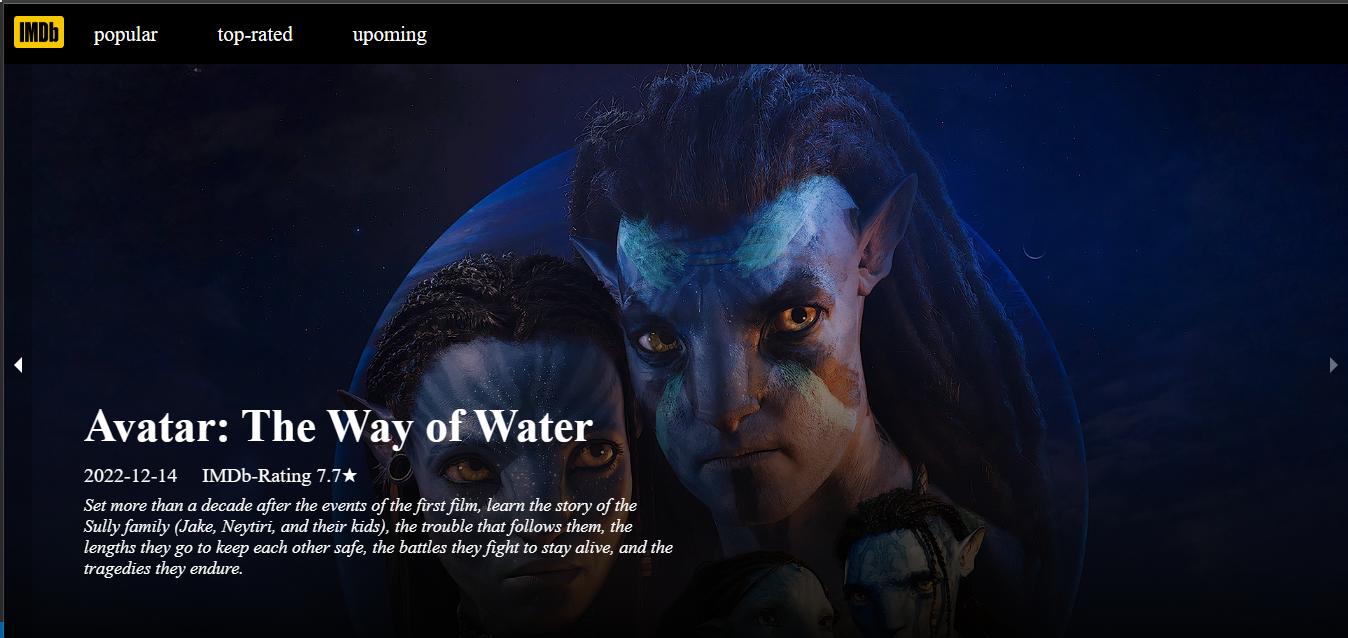 IMDb popular top-rated upoming
Avatar: The Way of Water
2022-12-14 IMDb-Rating 7.7★
Set more than a decade after the events of the first film, learn the story of the
Sully family (Jake, Neytiri, and their kids), the trouble that follows them, the
lengths they go to keep each other safe, the battles they fight to stay alive, and the
tragedies they endure.